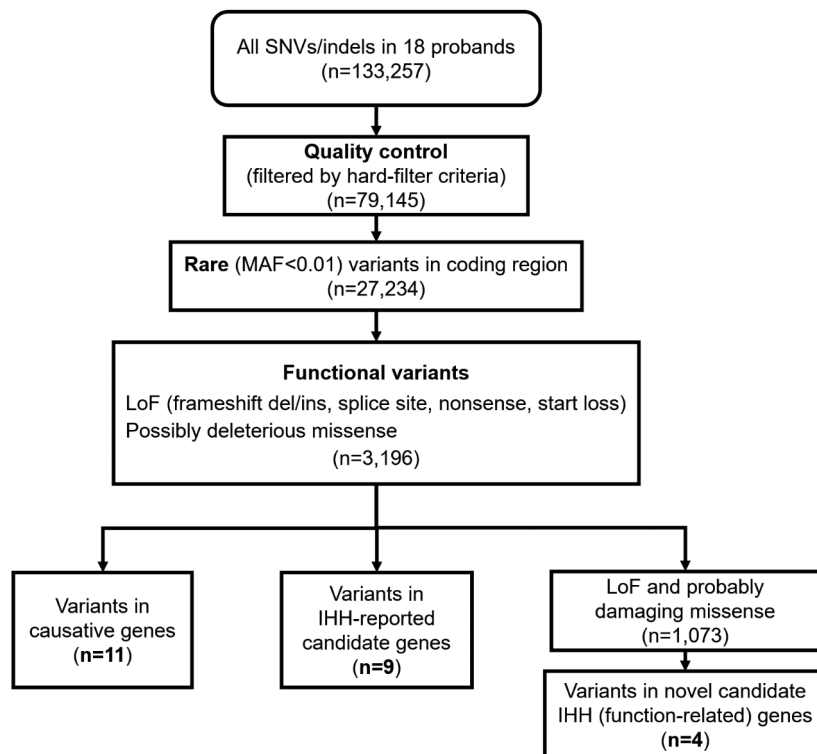 All SNVs/indels in 18 probands
(n=133,257)
Quality control
(filtered by hard-filter criteria)
(n=79,145)
Rare (MAF<0.01) variants in coding region
(n=27,234)
Functional variants
LoF (frameshift del/ins, splice site, nonsense, start loss)
Possibly deleterious missense
(n=3,196)
Variants in
causative genes
(n=11)
Variants in
IHH-reported
candidate genes
(n=9)
LoF and probably
damaging missense
(n=1,073)
Variants in novel candidate
IHH (function-related) genes
(n=4)